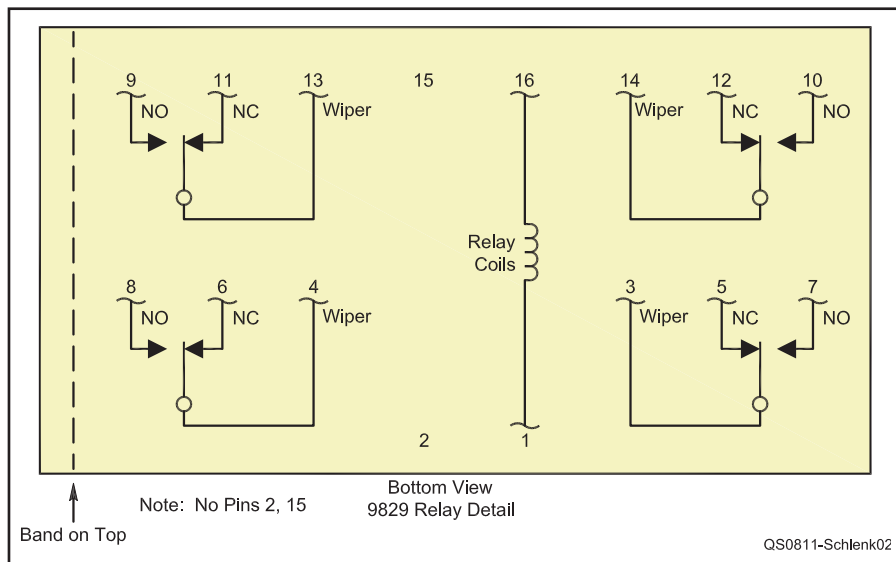 9 11 13 15 16 14 12 10
NO NC Wiper Wiper NC NO
Relay
Coils
8 6 4 3 5 7
NO NC Wiper Wiper NC NO
2 1
Note: No Pins 2, 15
Bottom View
9829 Relay Detail
Band on Top
QS0811-Schlenk02